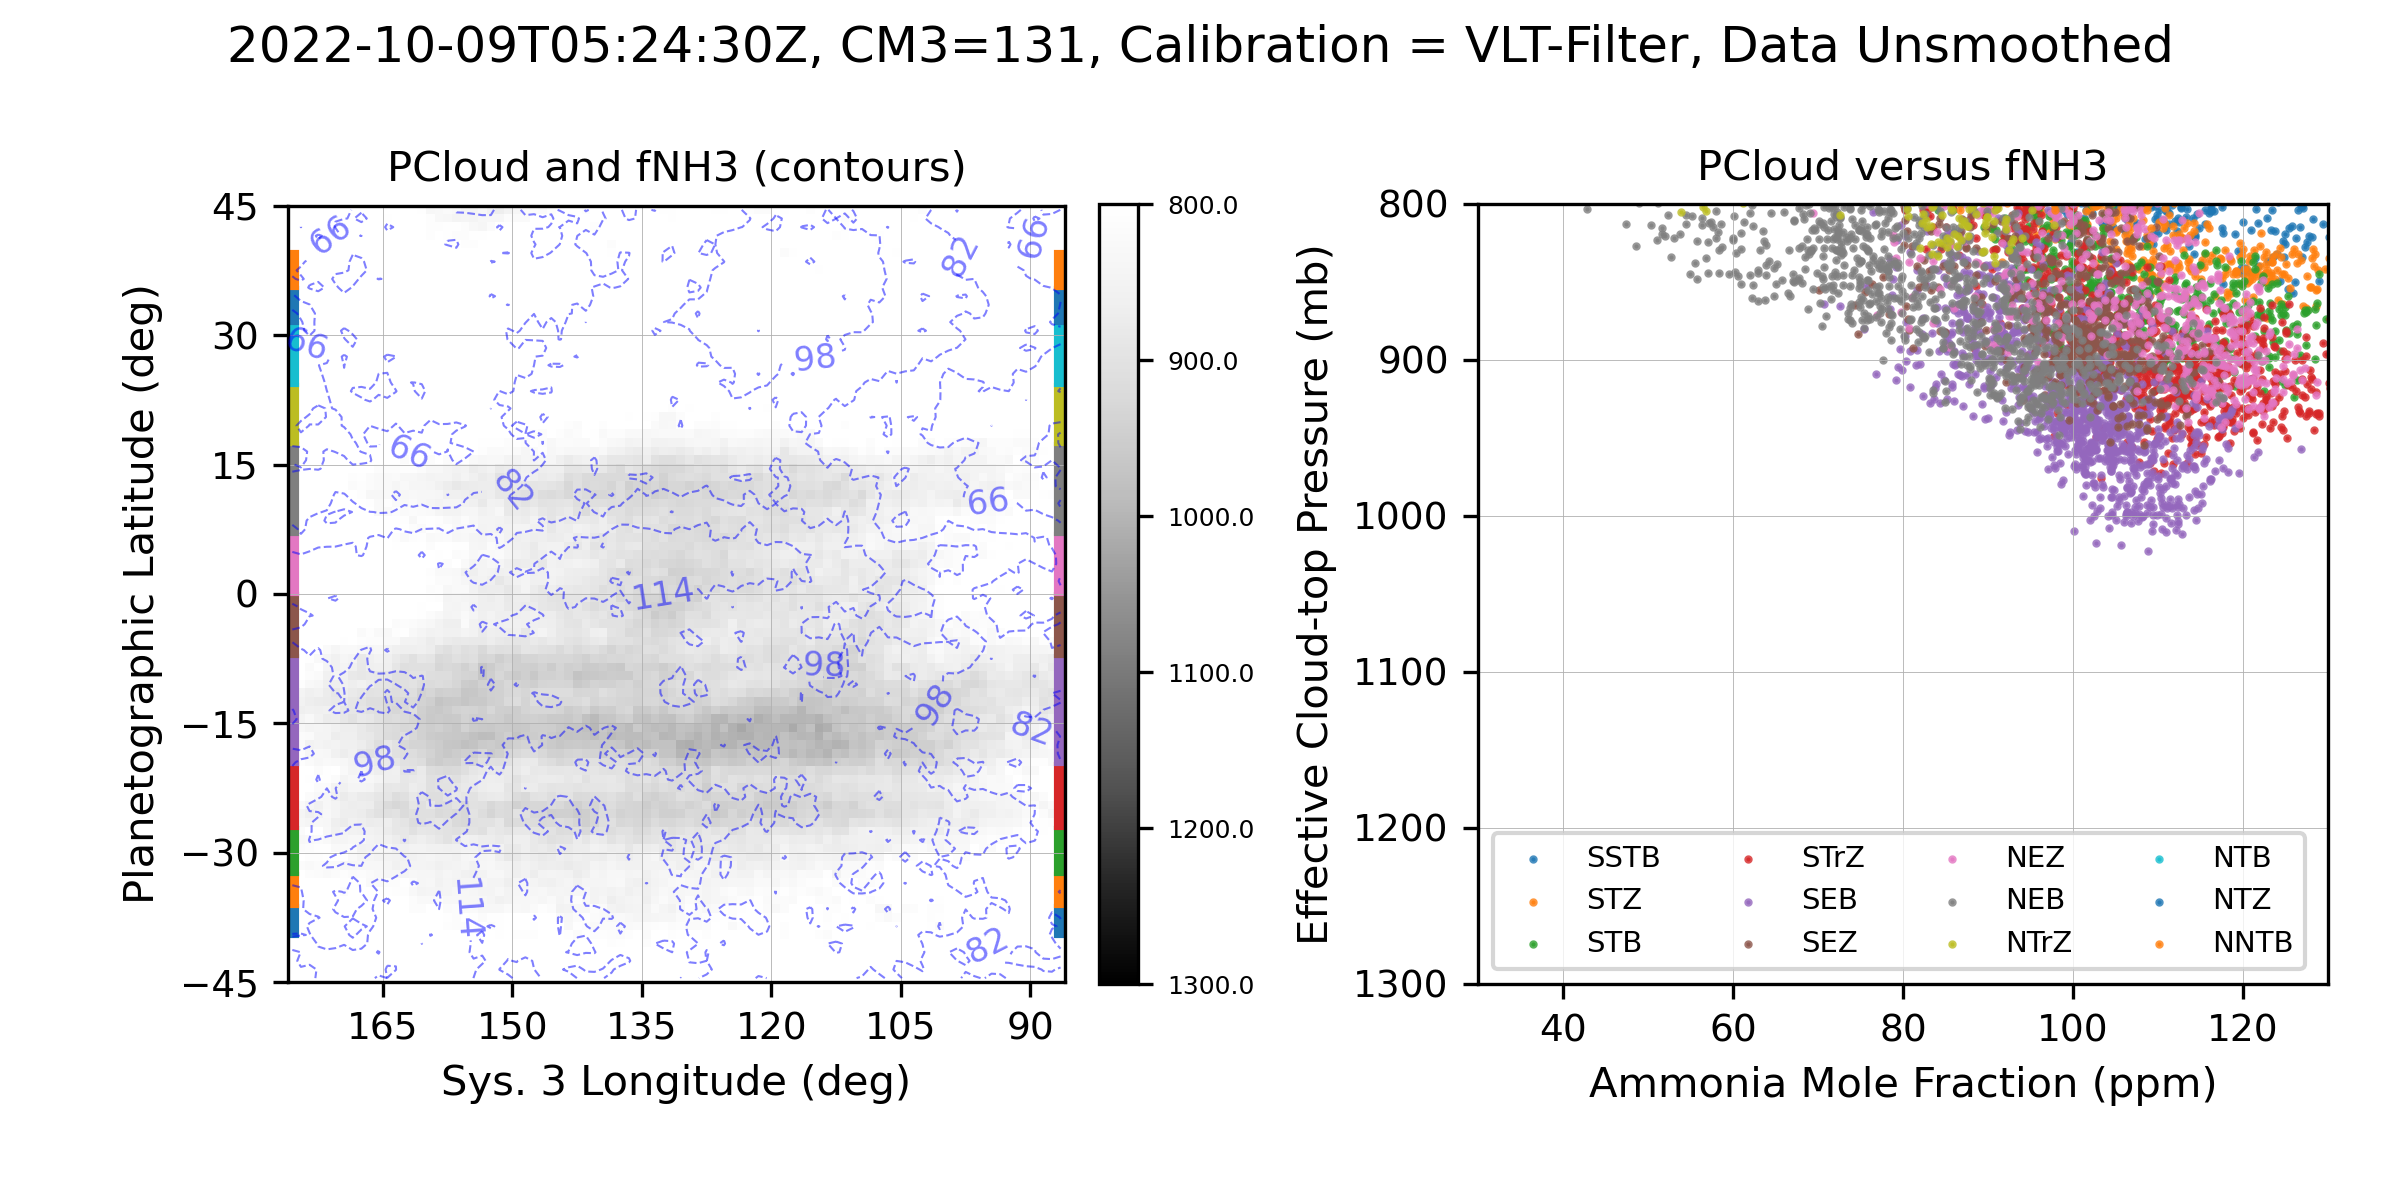 2022-10-09T05:24:30Z, CM3=131, Calibration = VLT-Filter, Data Unsmoothed
PCloud and fNH3 (contours)
Planetographic Latitude (deg)
45
30
15
0
−15
−30
−45
165
150
135
120
105
90
Sys. 3 Longitude (deg)
66
82
66
66
98
66
82
66
114
98
98
82
98
114
82
800.0
900.0
1000.0
1100.0
1200.0
1300.0
PCloud versus fNH3
Effective Cloud-top Pressure (mb)
800
900
1000
1100
1200
1300
40
60
80
100
120
Ammonia Mole Fraction (ppm)
SSTB
STZ
STB
STrZ
SEB
SEZ
NEZ
NEB
NTrZ
NTB
NTZ
NNTB